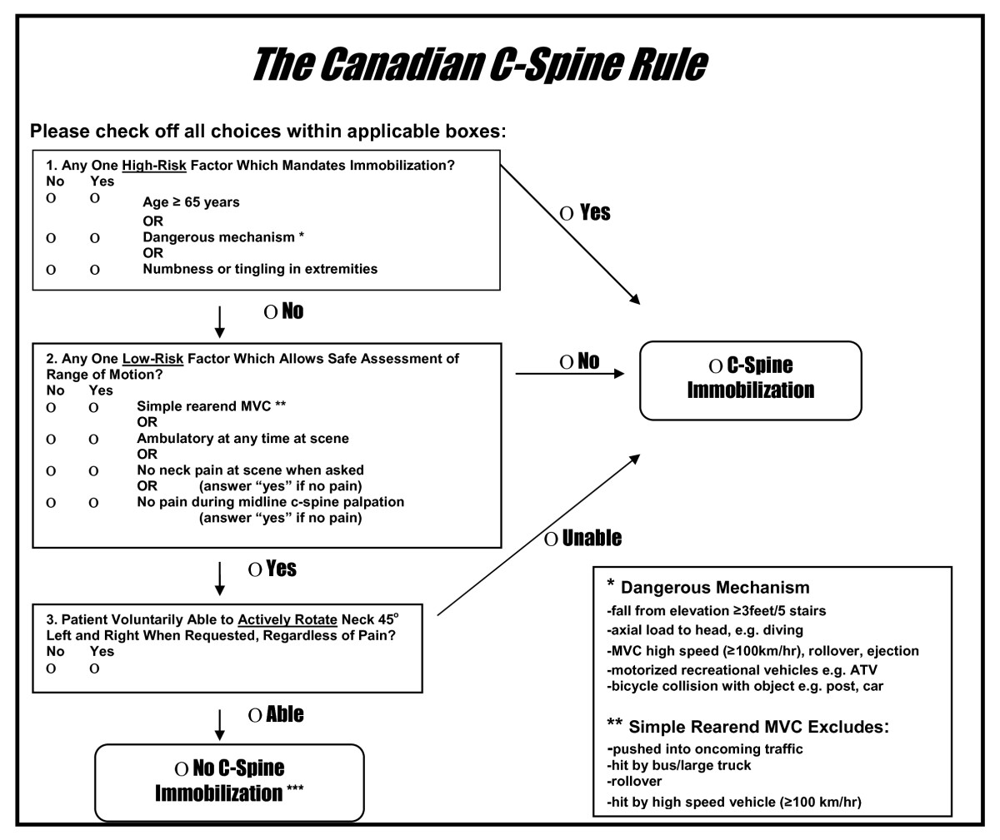 The Canadian C-Spine Rule
Please check off all choices within applicable boxes:
1. Any One High-Risk Factor Which Mandates Immobilization?
No Yes
O O Age ≥ 65 years
OR
O O Dangerous mechanism *
OR
O O Numbness or tingling in extremities
O Yes
O No
2. Any One Low-Risk Factor Which Allows Safe Assessment of
Range of Motion?
No Yes
O O Simple rearend MVC **
OR
O O Ambulatory at any time at scene
OR
O O No neck pain at scene when asked
OR (answer “yes” if no pain)
O O No pain during midline c-spine palpation
(answer “yes” if no pain)
O No
O C-Spine
Immobilization
O Yes
O Unable
3. Patient Voluntarily Able to Actively Rotate Neck 45°
Left and Right When Requested, Regardless of Pain?
No Yes
O O
O Able
O No C-Spine
Immobilization ***
* Dangerous Mechanism
-fall from elevation ≥3feet/5 stairs
-axial load to head, e.g. diving
-MVC high speed (≥100km/hr), rollover, ejection
-motorized recreational vehicles e.g. ATV
-bicycle collision with object e.g. post, car
** Simple Rearend MVC Excludes:
-pushed into oncoming traffic
-hit by bus/large truck
-rollover
-hit by high speed vehicle (≥100 km/hr)